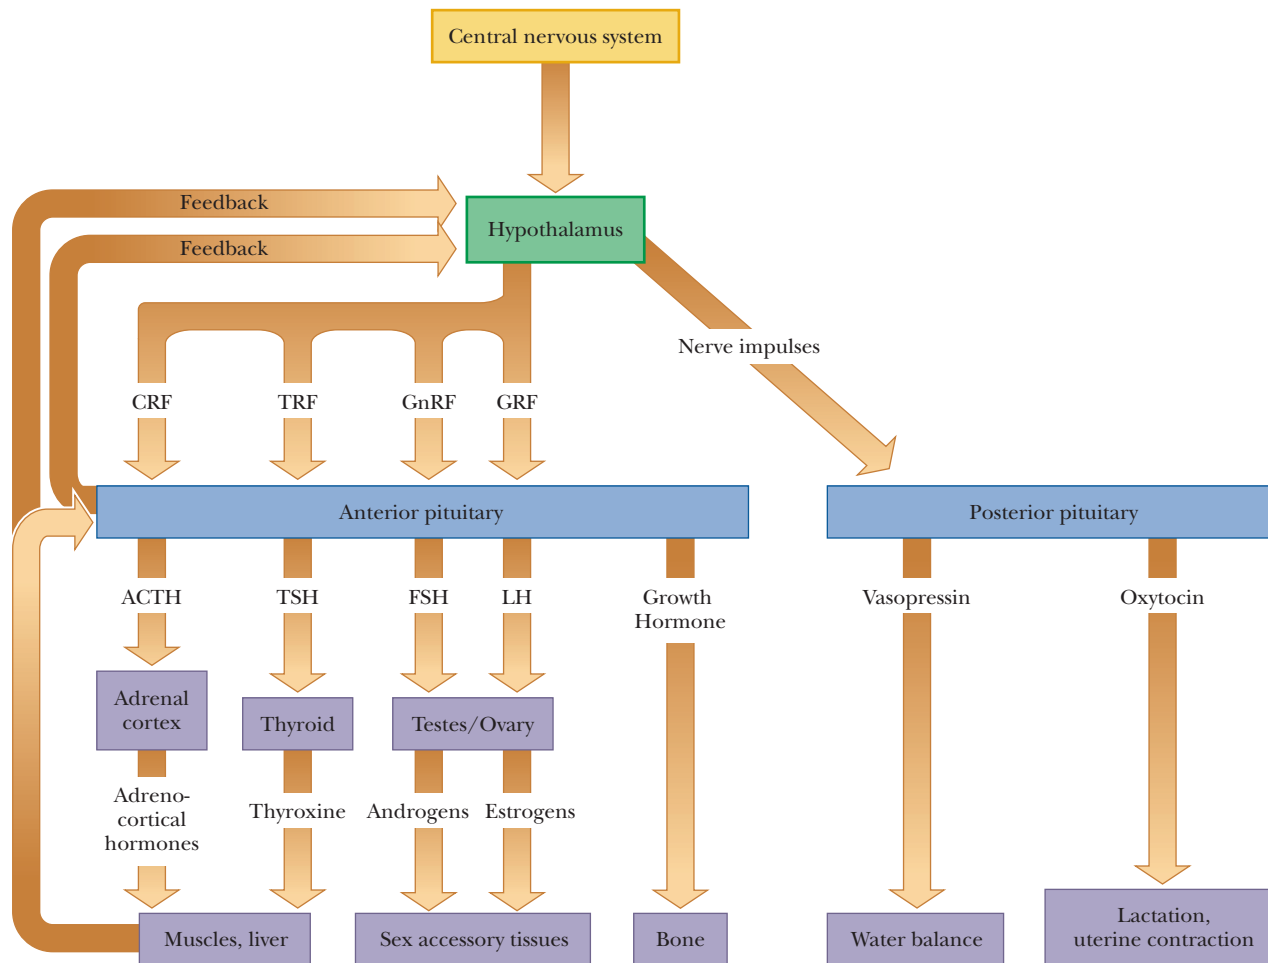 Central nervous system
Feedback
Hypothalamus
Feedback
Nerve impulses
CRF
TRF
GnRF
GRF
Anterior pituitary
Posterior pituitary
ACTH
TSH
FSH
LH
Growth
Hormone
Vasopressin
Oxytocin
Adrenal
cortex
Thyroid
Testes/Ovary
Adreno-
cortical
hormones
Thyroxine
Androgens
Estrogens
Muscles, liver
Sex accessory tissues
Bone
Water balance
Lactation,
uterine contraction